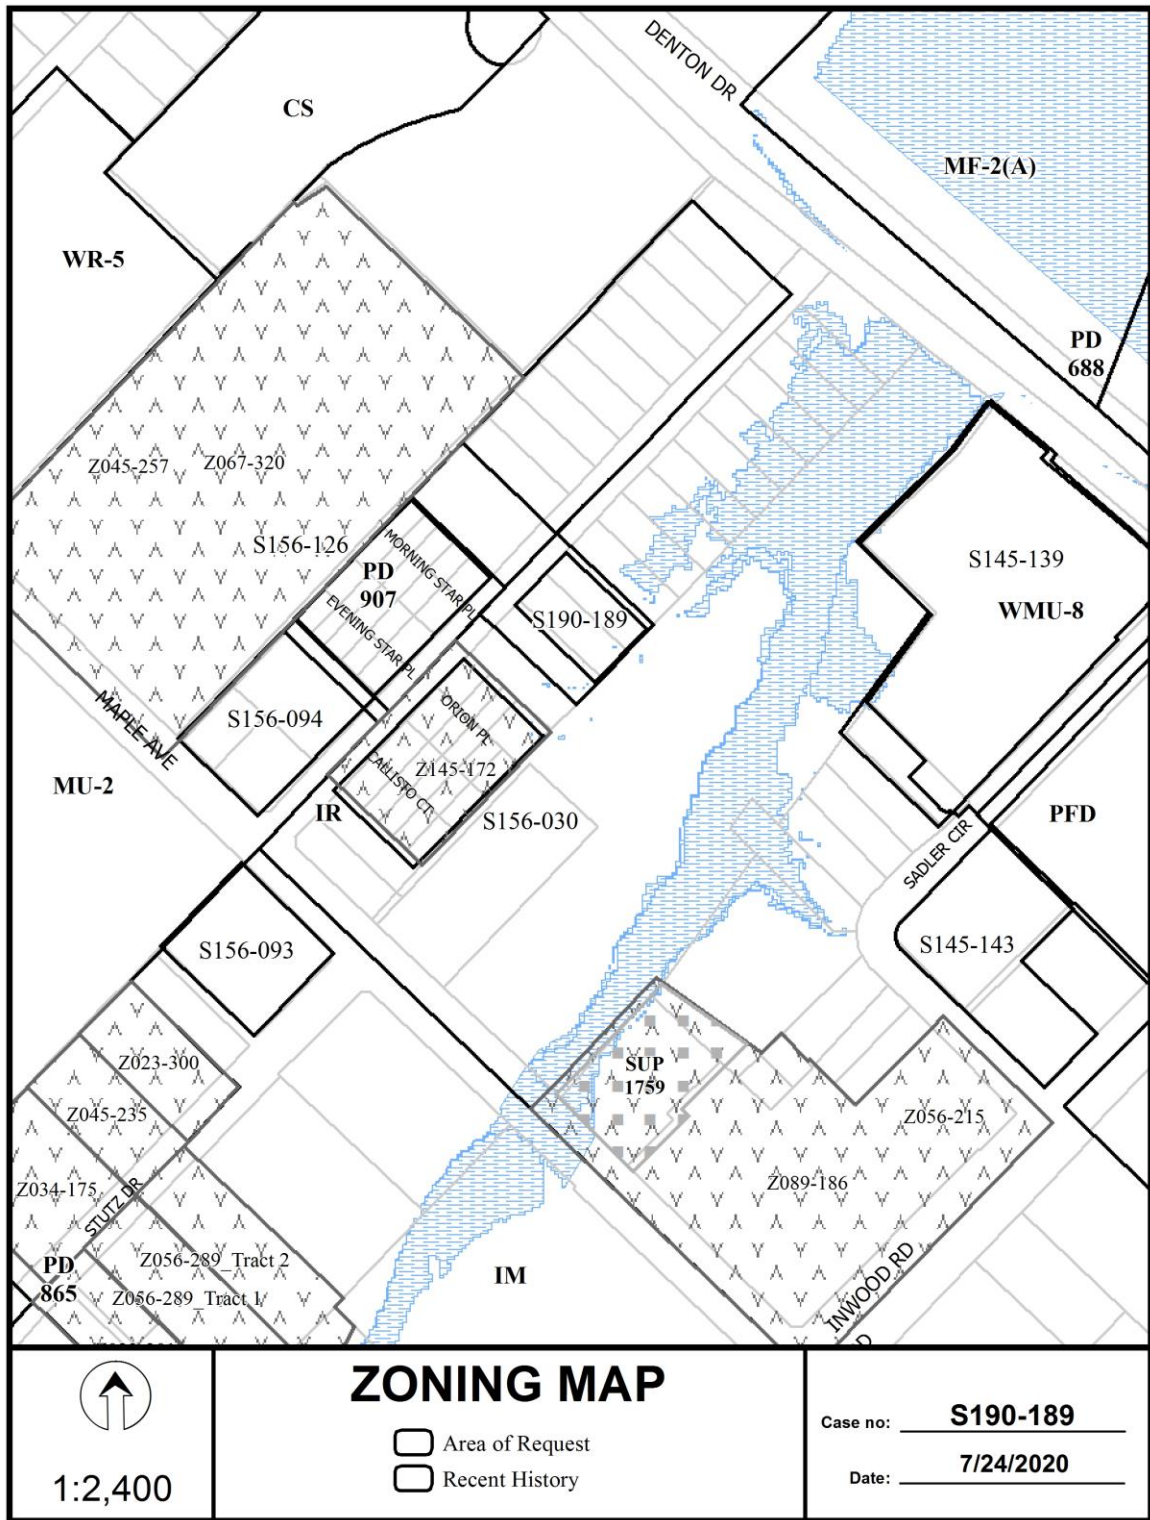 DENTON DR
CS
MF-2(A)
WR-5
PD
688
Z045-257
Z067-320
S156-126
MORNING STAR PL
PD
907
EVENING STAR PL
S145-139
WMU-8
S190-189
MAPLE AVE
S156-094
ORION PL
Z145-172
CALLISTO CT
MU-2
IR
S156-030
PFD
SADLER CIR
S156-093
S145-143
Z023-300
SUP
1759
Z045-235
Z056-215
Z034-175
Z089-186
STUTZ DR
PD
865
Z056-289_Tract 2
Z056-289_Tract 1
IM
INWOOD RD
1:2,400
ZONING MAP
Area of Request
Recent History
Case no: S190-189
Date: 7/24/2020